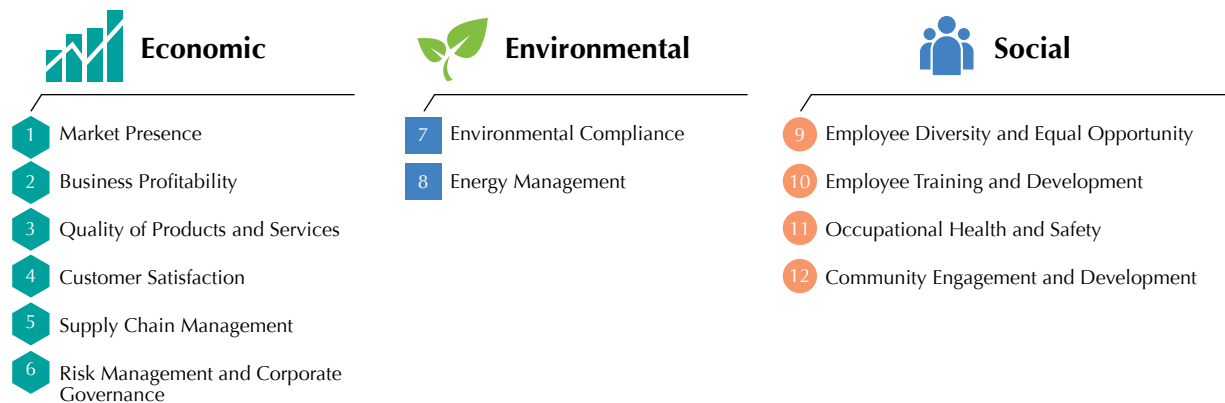 Economic
1 Market Presence
2 Business Profitability
3 Quality of Products and Services
4 Customer Satisfaction
5 Supply Chain Management
6 Risk Management and Corporate
Governance
Environmental
7 Environmental Compliance
8 Energy Management
Social
9 Employee Diversity and Equal Opportunity
10 Employee Training and Development
11 Occupational Health and Safety
12 Community Engagement and Development